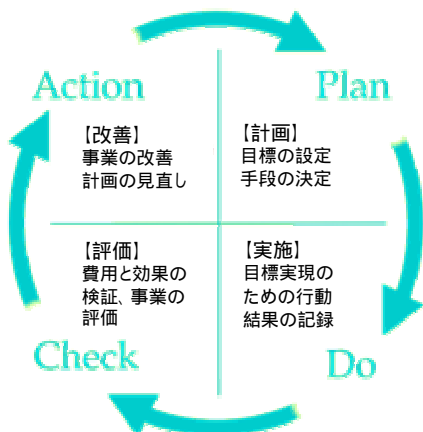 Action
【改善】
事業の改善
計画の見直し
Plan
【計画】
目標の設定
手段の決定
【評価】
費用と効果の
検証、事業の
評価
Check
【実施】
目標実現の
ための行動
結果の記録
Do